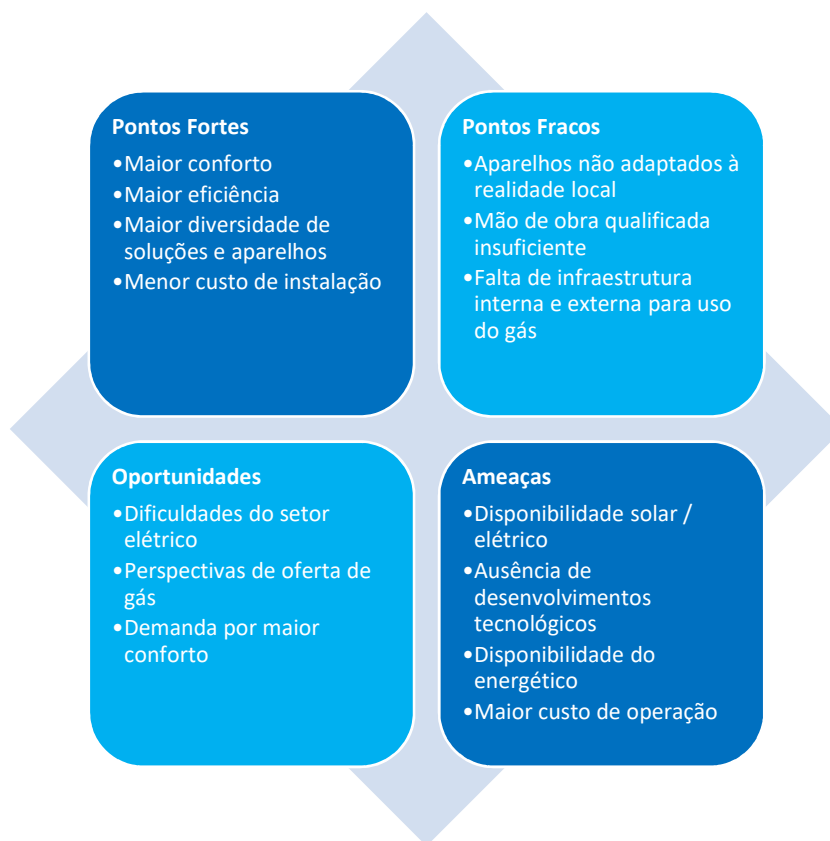 Pontos Fortes
•Maior conforto
•Maior eficiência
•Maior diversidade de
soluções e aparelhos
•Menor custo de instalação
Pontos Fracos
•Aparelhos não adaptados à
realidade local
•Mão de obra qualificada
insuficiente
•Falta de infraestrutura
interna e externa para uso
do gás
Oportunidades
•Dificuldades do setor
elétrico
•Perspectivas de oferta de
gás
•Demanda por maior
conforto
Ameaças
•Disponibilidade solar /
elétrico
•Ausência de
desenvolvimentos
tecnológicos
•Disponibilidade do
energético
•Maior custo de operação